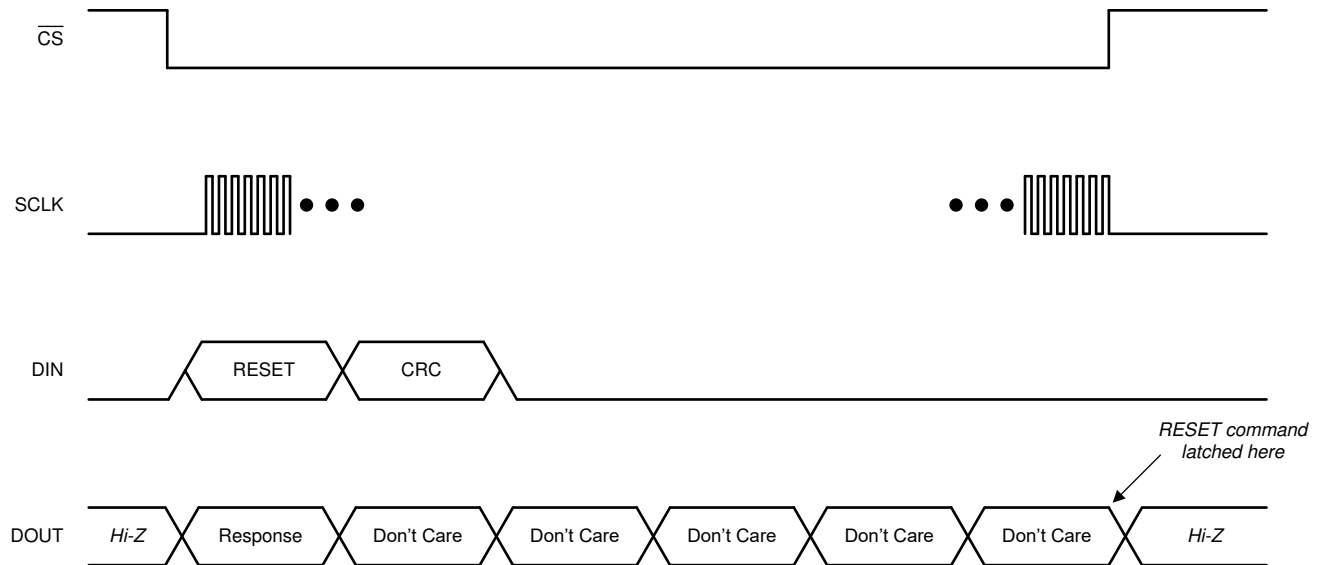 CS
SCLK
DIN
RESET
CRC
RESET command
latched here
DOUT
Hi-Z
Response
Don't Care
Don't Care
Don't Care
Don't Care
Don't Care
Hi-Z